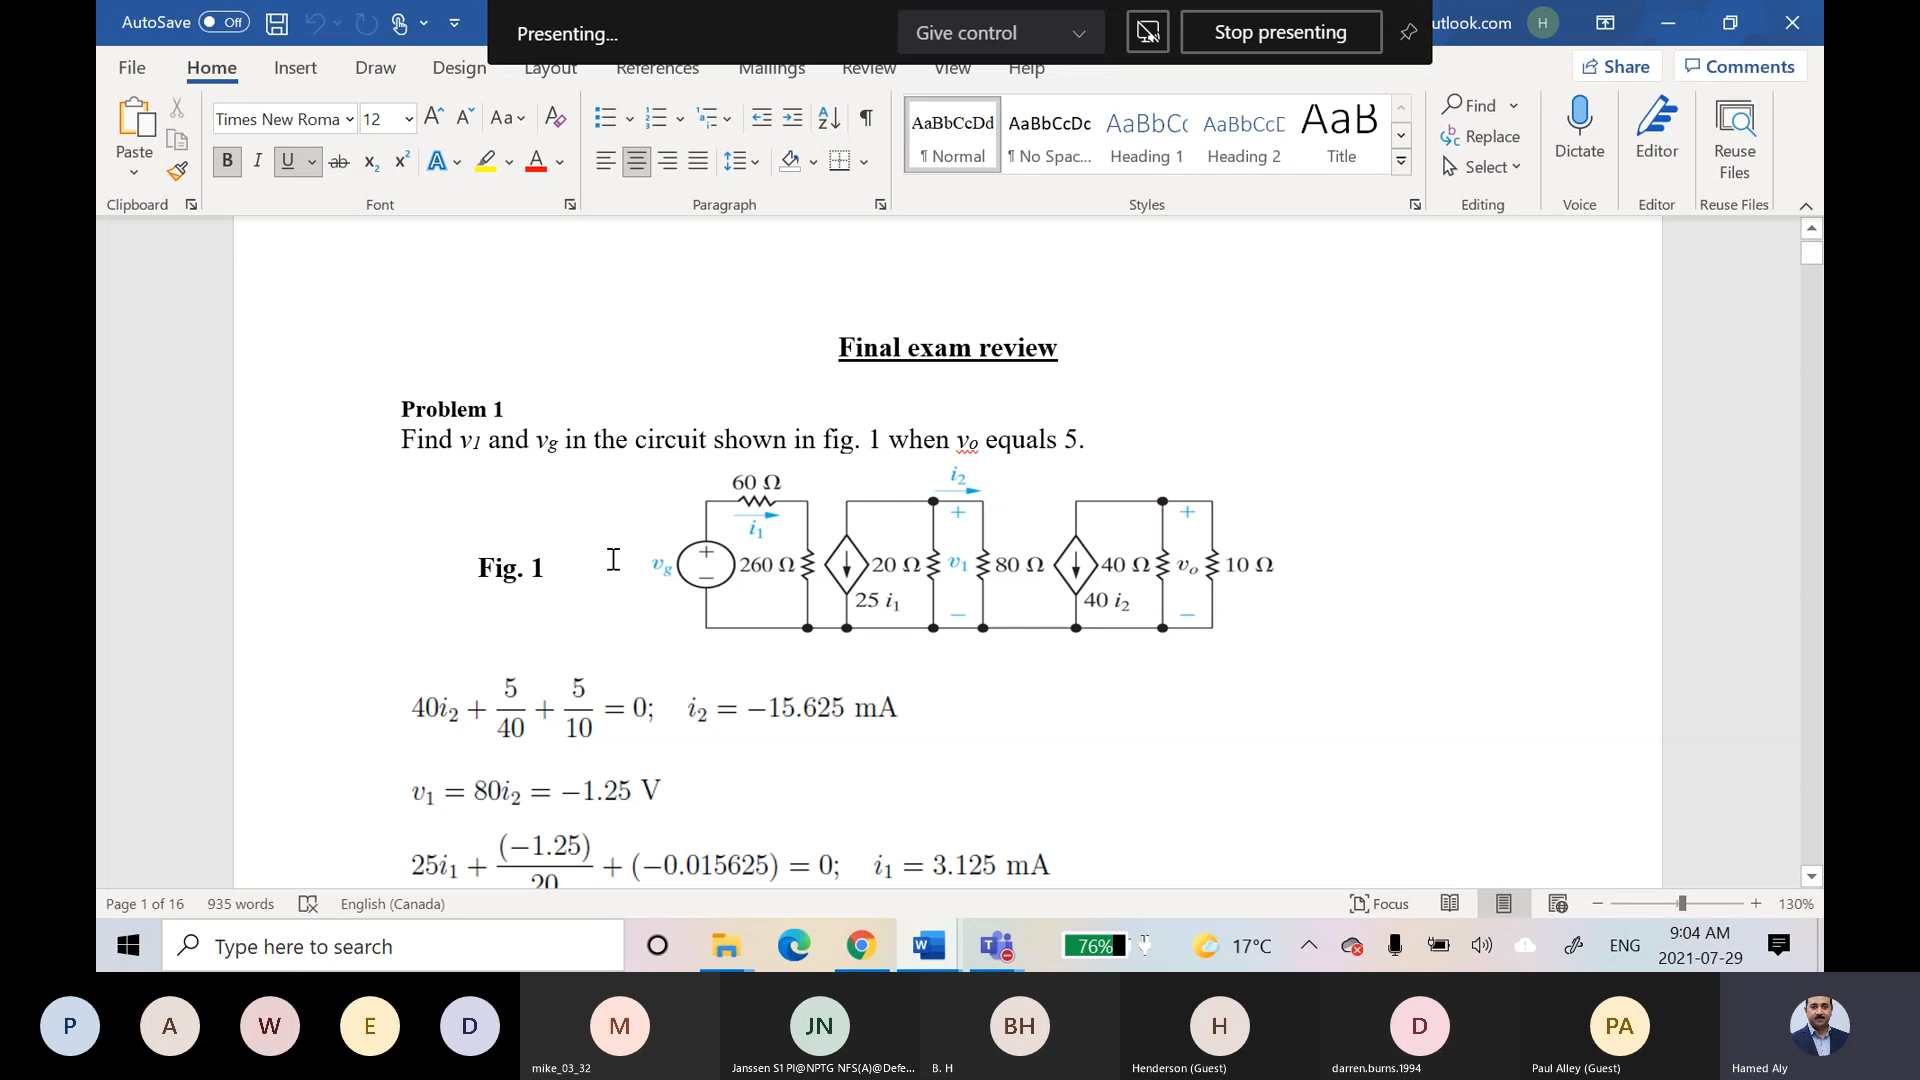 AutoSave Off
Presenting...
Give control
Stop presenting
utlook.com
H
File Home Insert Draw Design Layout References Mailings Review View Help
Share
Comments
Paste
Clipboard
Times New Roma
12
Font
Paragraph
AaBbCcDd
¶ Normal
AaBbCcDc
¶ No Spac...
AaBbCc
Heading 1
AaBbCcD
Heading 2
AaB
Title
Styles
Find
Replace
Select
Editing
Dictate
Voice
Editor
Editor
Reuse Files
Reuse Files
Final exam review
Problem 1
Find v1 and vg in the circuit shown in fig. 1 when vo equals 5.
Fig. 1
60 Ω
i1
vg
+
−
260 Ω
25 i1
20 Ω
i2
+
v1
−
80 Ω
40 i2
40 Ω
+
vo
−
10 Ω
40i2 + 5/40 + 5/10 = 0; i2 = −15.625 mA
v1 = 80i2 = −1.25 V
25i1 + (−1.25)/20 + (−0.015625) = 0; i1 = 3.125 mA
Page 1 of 16
935 words
English (Canada)
Focus
130%
Type here to search
76%
17°C
ENG
9:04 AM
2021-07-29
P
A
W
E
D
M
mike_03_32
JN
Janssen S1 PI@NPTG NFS(A)@Defe...
BH
B. H
H
Henderson (Guest)
D
darren.burns.1994
PA
Paul Alley (Guest)
Hamed Aly